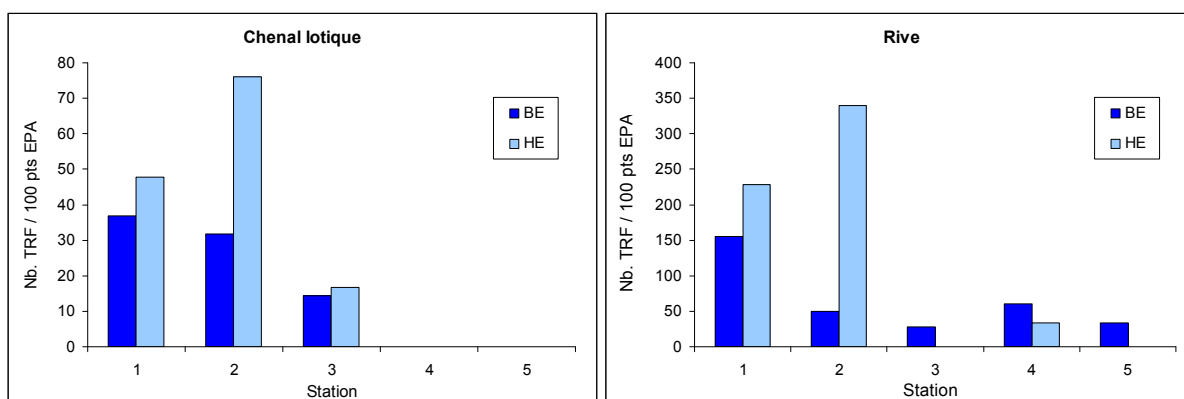 Chenal lotique
Nb. TRF / 100 pts EPA
80
70
60
50
40
30
20
10
0
BE
HE
1 2 3 4 5
Station
Rive
Nb. TRF / 100 pts EPA
400
350
300
250
200
150
100
50
0
BE
HE
1 2 3 4 5
Station